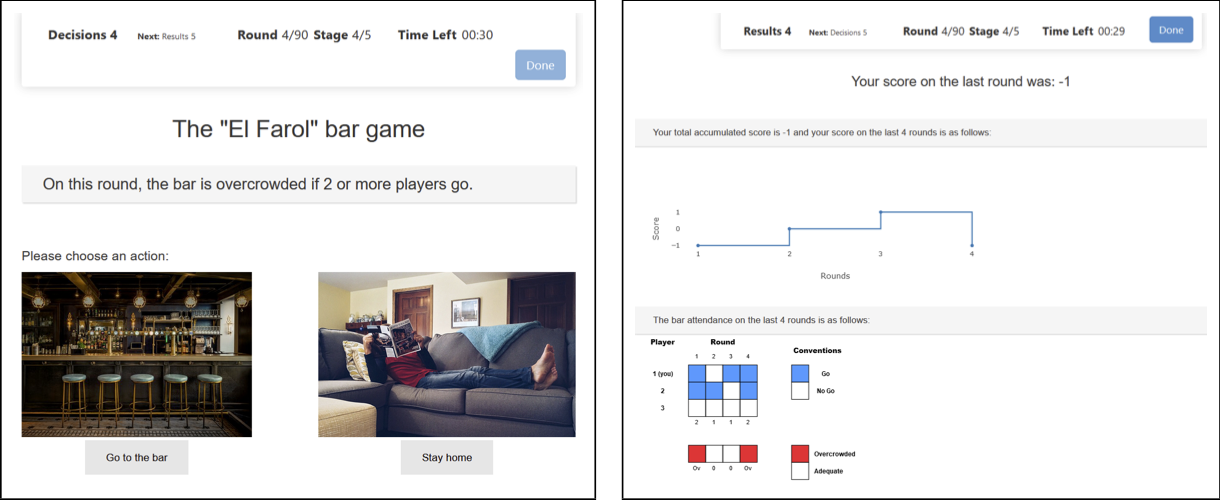 Decisions 4 Next: Results 5 Round 4/90 Stage 4/5 Time Left 00:30
Done
The "El Farol" bar game
On this round, the bar is overcrowded if 2 or more players go.
Please choose an action:
Go to the bar Stay home
Results 4 Next: Decisions 5 Round 4/90 Stage 4/5 Time Left 00:29 Done
Your score on the last round was: -1
Your total accumulated score is -1 and your score on the last 4 rounds is as follows:
Score
1
0
−1
1 2 3 4
Rounds
The bar attendance on the last 4 rounds is as follows:
Player Round
1 2 3 4 Conventions
1 (you) Go
2 No Go
3
2 1 1 2
Overcrowded
Ov 0 0 Ov Adequate